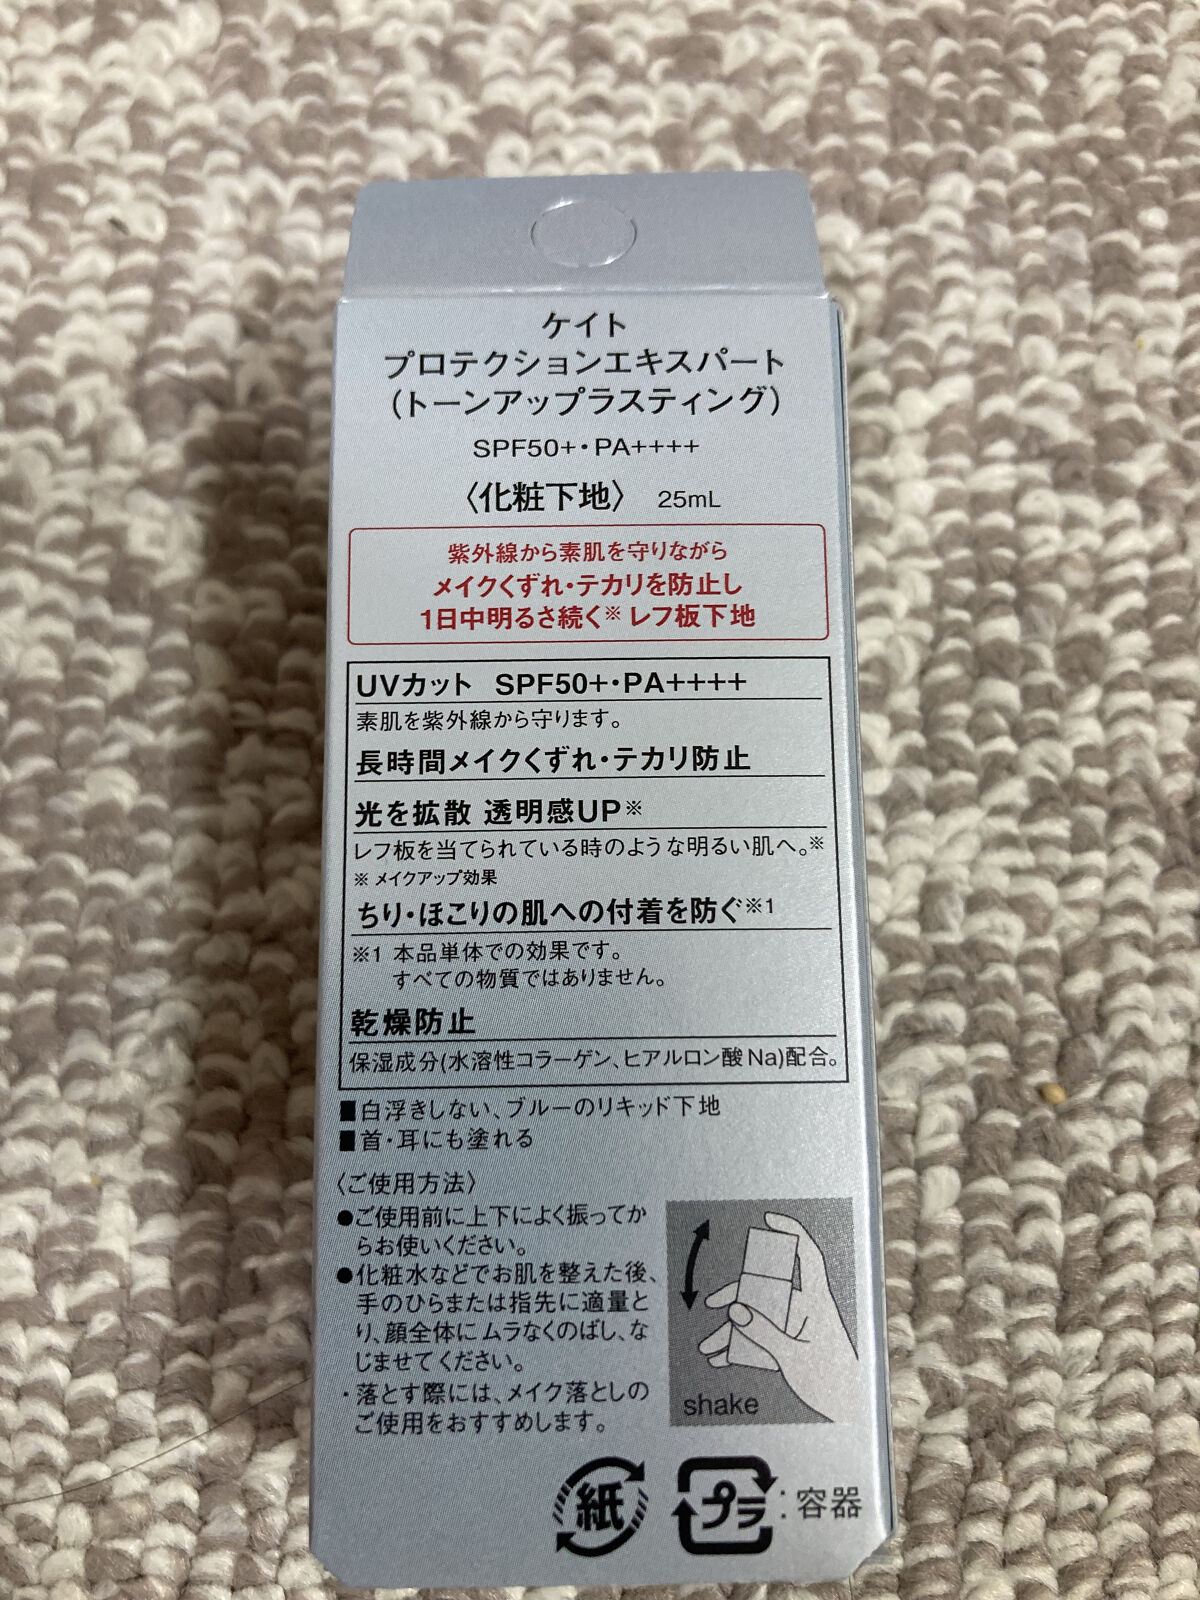 ケイト
プロテクションエキスパート
(トーンアップラスティング)
SPF50+・PA++++
〈化粧下地〉 25mL
紫外線から素肌を守りながら
メイクくずれ・テカリを防止し
1日中明るさ続く※ レフ板下地
UVカット SPF50+・PA++++
素肌を紫外線から守ります。
長時間メイクくずれ・テカリ防止
光を拡散 透明感UP※
レフ板を当てられている時のような明るい肌へ。※
※ メイクアップ効果
ちり・ほこりの肌への付着を防ぐ※1
※1 本品単体での効果です。
すべての物質ではありません。
乾燥防止
保湿成分(水溶性コラーゲン、ヒアルロン酸Na)配合。
■白浮きしない、ブルーのリキッド下地
■首・耳にも塗れる
〈ご使用方法〉
●ご使用前に上下によく振ってか
らお使いください。
●化粧水などでお肌を整えた後、
手のひらまたは指先に適量と
り、顔全体にムラなくのばし、な
じませてください。
・落とす際には、メイク落としの
ご使用をおすすめします。
shake
紙 プラ:容器